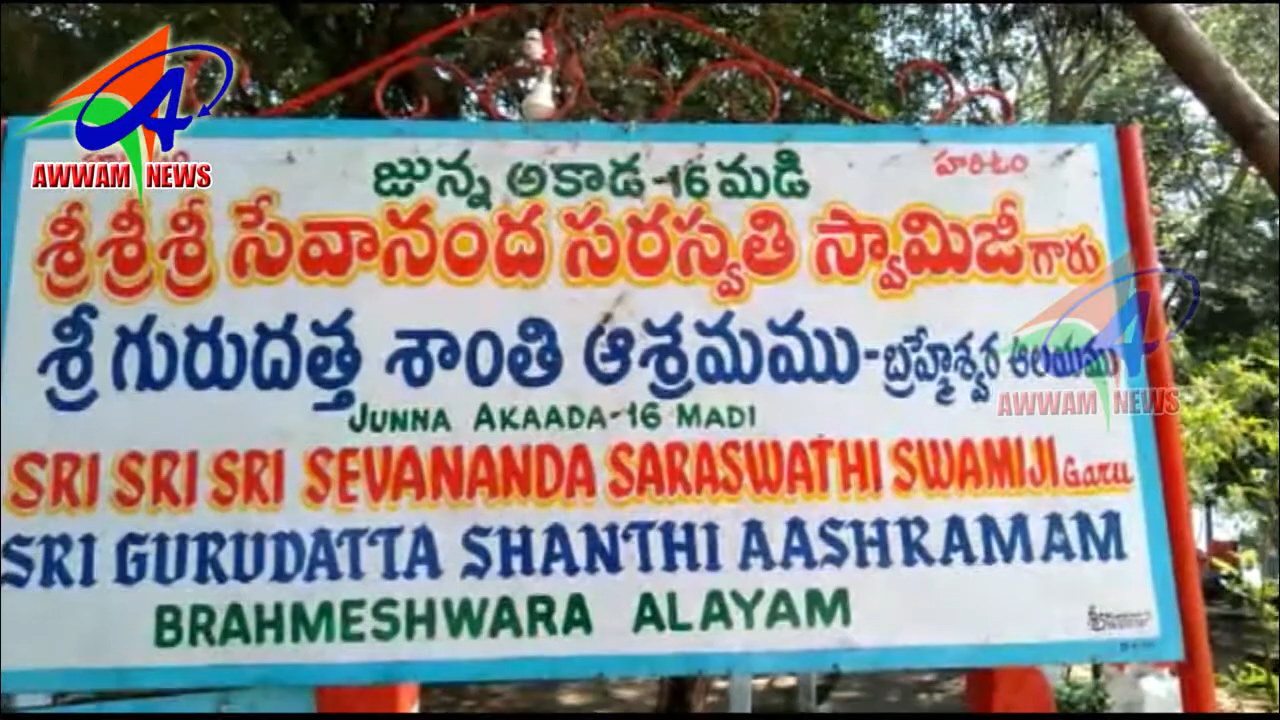 AWWAM NEWS
హరిఓం
జున్న అకాడ-16 మడి
శ్రీశ్రీశ్రీ సేవానంద సరస్వతి స్వామిజీ గారు
శ్రీ గురుదత్త శాంతి ఆశ్రమము-బ్రహ్మేశ్వర ఆలయము
AWWAM NEWS
JUNNA AKAADA-16 MADI
SRI SRI SRI SEVANANDA SARASWATHI SWAMIJI Garu
SRI GURUDATTA SHANTHI AASHRAMAM
BRAHMESHWARA ALAYAM